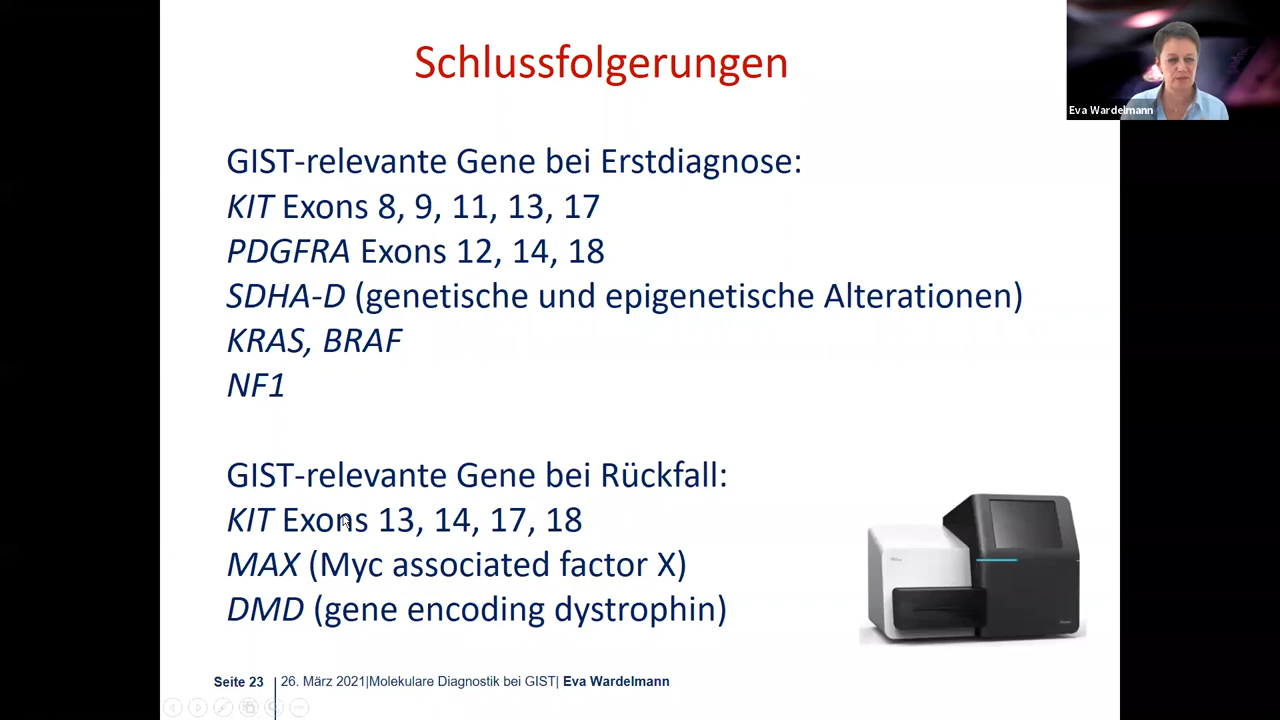 Schlussfolgerungen
Eva Wardelmann
GIST-relevante Gene bei Erstdiagnose:
KIT Exons 8, 9, 11, 13, 17
PDGFRA Exons 12, 14, 18
SDHA-D (genetische und epigenetische Alterationen)
KRAS, BRAF
NF1
GIST-relevante Gene bei Rückfall:
KIT Exons 13, 14, 17, 18
MAX (Myc associated factor X)
DMD (gene encoding dystrophin)
Seite 23 26. März 2021|Molekulare Diagnostik bei GIST| Eva Wardelmann